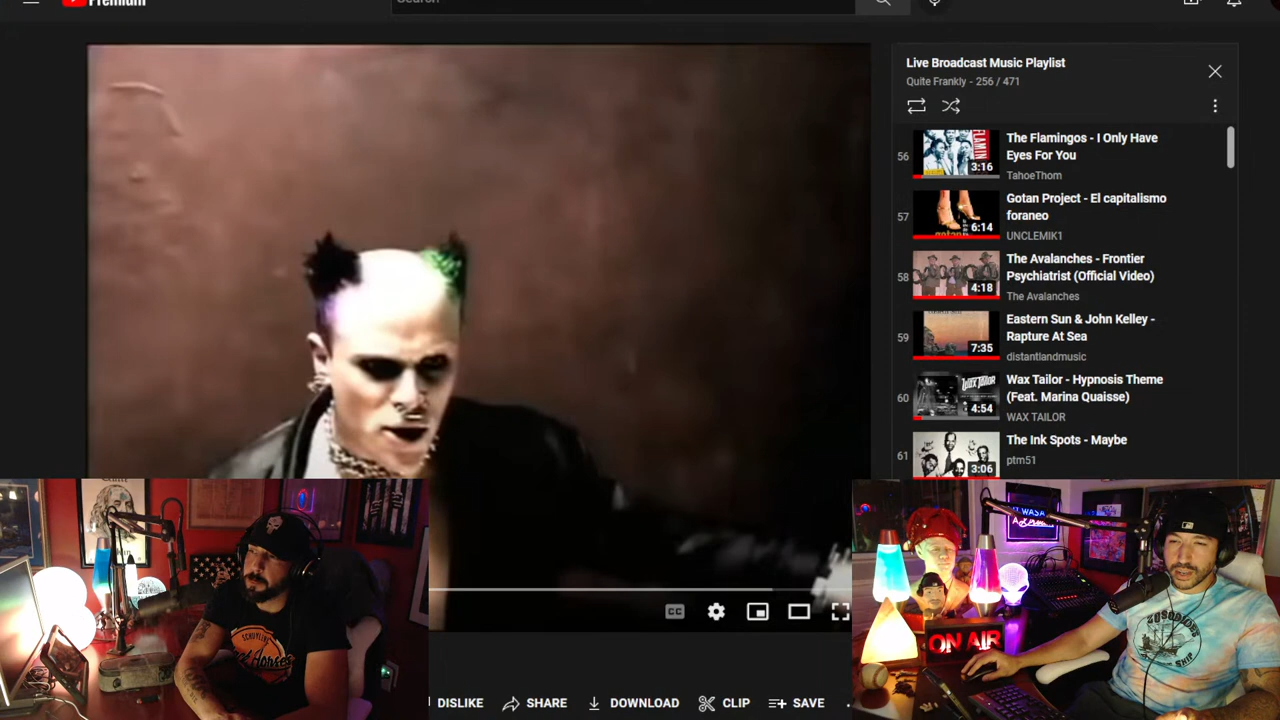 Premium
Search
Live Broadcast Music Playlist
Quite Frankly - 256 / 471
56
3:16
The Flamingos - I Only Have
Eyes For You
TahoeThom
57
6:14
Gotan Project - El capitalismo
foraneo
UNCLEMIK1
58
4:18
The Avalanches - Frontier
Psychiatrist (Official Video)
The Avalanches
59
7:35
Eastern Sun & John Kelley -
Rapture At Sea
distantlandmusic
60
WAX TAILOR
4:54
Wax Tailor - Hypnosis Theme
(Feat. Marina Quaisse)
WAX TAILOR
61
3:06
The Ink Spots - Maybe
ptm51
CC
DISLIKE
SHARE
DOWNLOAD
CLIP
SAVE
ON AIR
SHIP